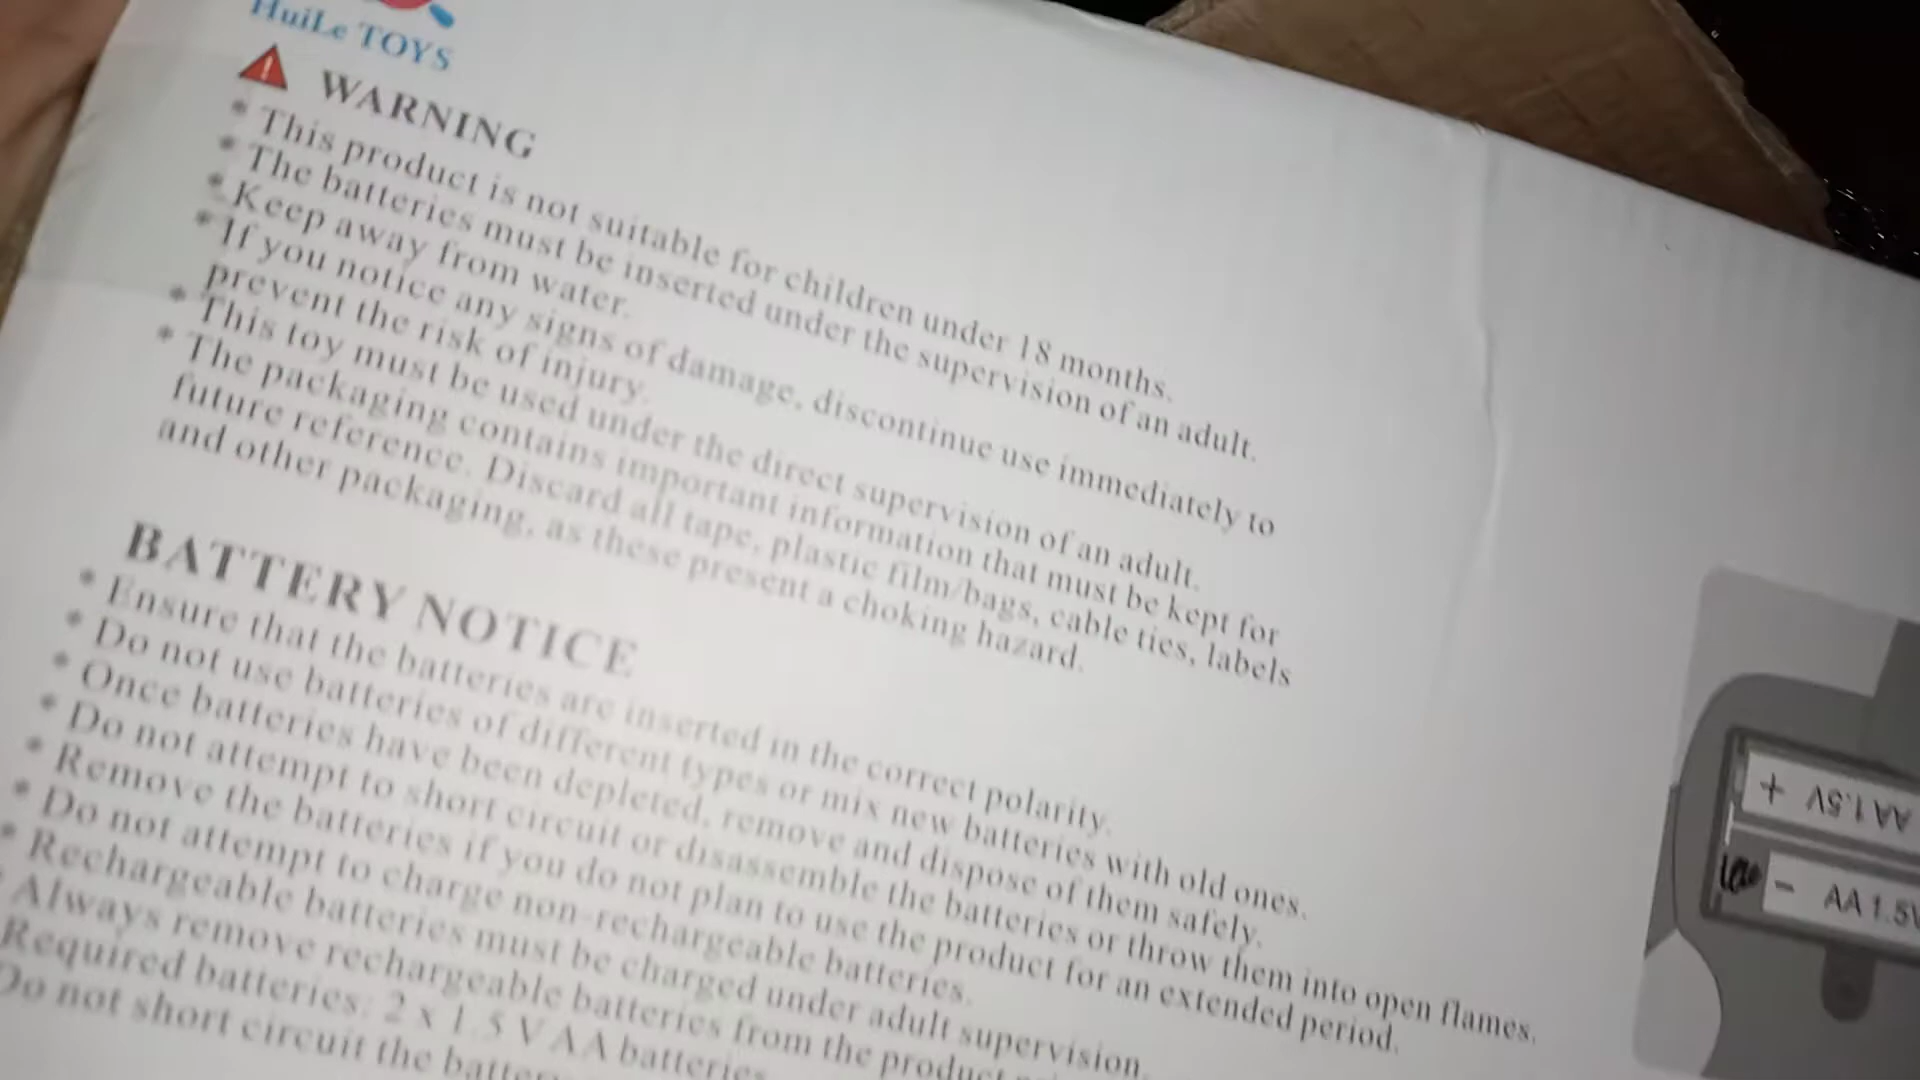 HuiLe TOYS
WARNING
* This product is not suitable for children under 18 months.
* The batteries must be inserted under the supervision of an adult.
* Keep away from water.
* If you notice any signs of damage, discontinue use immediately to
prevent the risk of injury.
* This toy must be used under the direct supervision of an adult.
* The packaging contains important information that must be kept for
future reference. Discard all tape, plastic film/bags, cable ties, labels
and other packaging, as these present a choking hazard.
BATTERY NOTICE
* Ensure that the batteries are inserted in the correct polarity.
* Do not use batteries of different types or mix new batteries with old ones.
* Once batteries have been depleted, remove and dispose of them safely.
* Do not attempt to short circuit or disassemble the batteries or throw them into open flames.
* Remove the batteries if you do not plan to use the product for an extended period.
* Do not attempt to charge non-rechargeable batteries.
* Rechargeable batteries must be charged under adult supervision.
* Always remove rechargeable batteries from the product
Required batteries: 2 x 1.5 V AA batteries
Do not short circuit the
+ AA 1.5V
- AA 1.5V